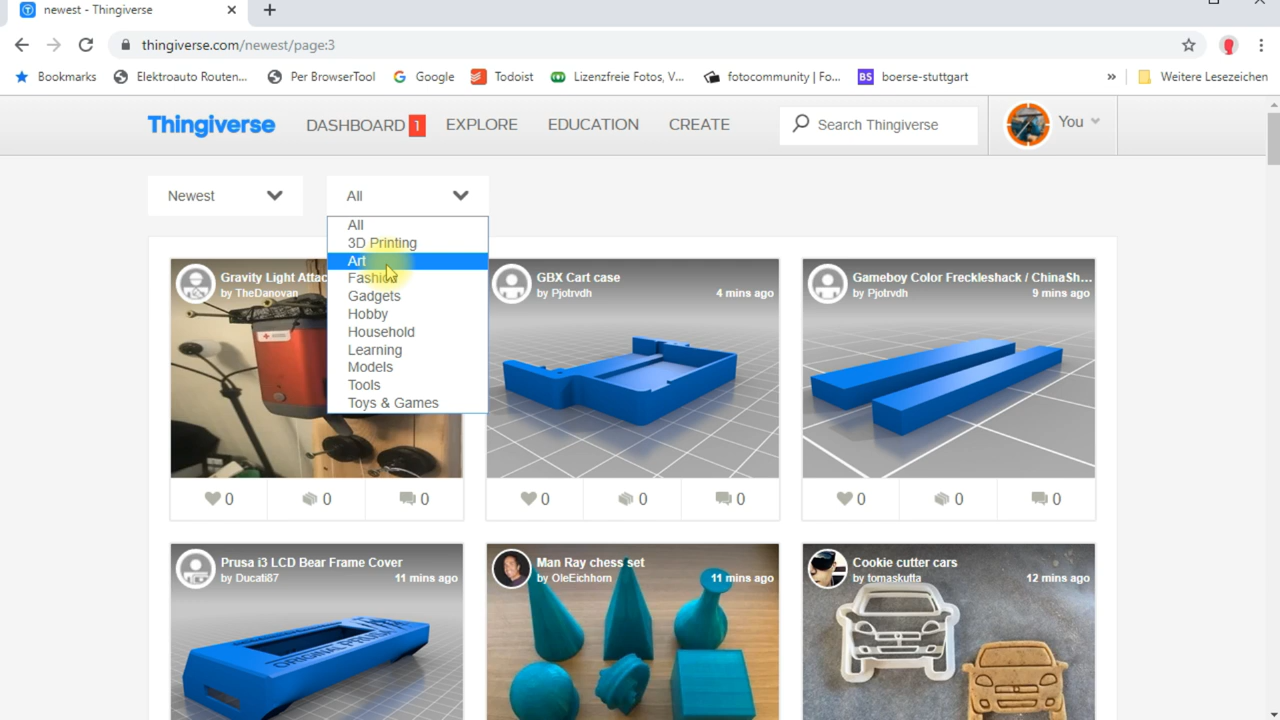 newest - Thingiverse
thingiverse.com/newest/page:3
Bookmarks
Elektroauto Routen...
Per BrowserTool
Google
Todoist
Lizenzfreie Fotos, V...
fotocommunity | Fo...
BS boerse-stuttgart
»
Weitere Lesezeichen
Thingiverse
DASHBOARD 1
EXPLORE
EDUCATION
CREATE
Search Thingiverse
You
Newest
All
All
3D Printing
Art
Fashion
Gadgets
Hobby
Household
Learning
Models
Tools
Toys & Games
Gravity Light Attac
by TheDanovan
0 0 0
GBX Cart case
by Pjotrvdh
4 mins ago
0 0 0
Gameboy Color Freckleshack / ChinaSh...
by Pjotrvdh
9 mins ago
0 0 0
Prusa i3 LCD Bear Frame Cover
by Ducati87
11 mins ago
Man Ray chess set
by OleEichhorn
11 mins ago
Cookie cutter cars
by tomaskutta
12 mins ago